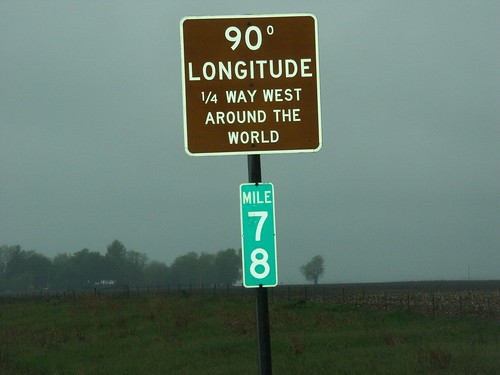 90°
LONGITUDE
1/4 WAY WEST
AROUND THE
WORLD
MILE
7
8